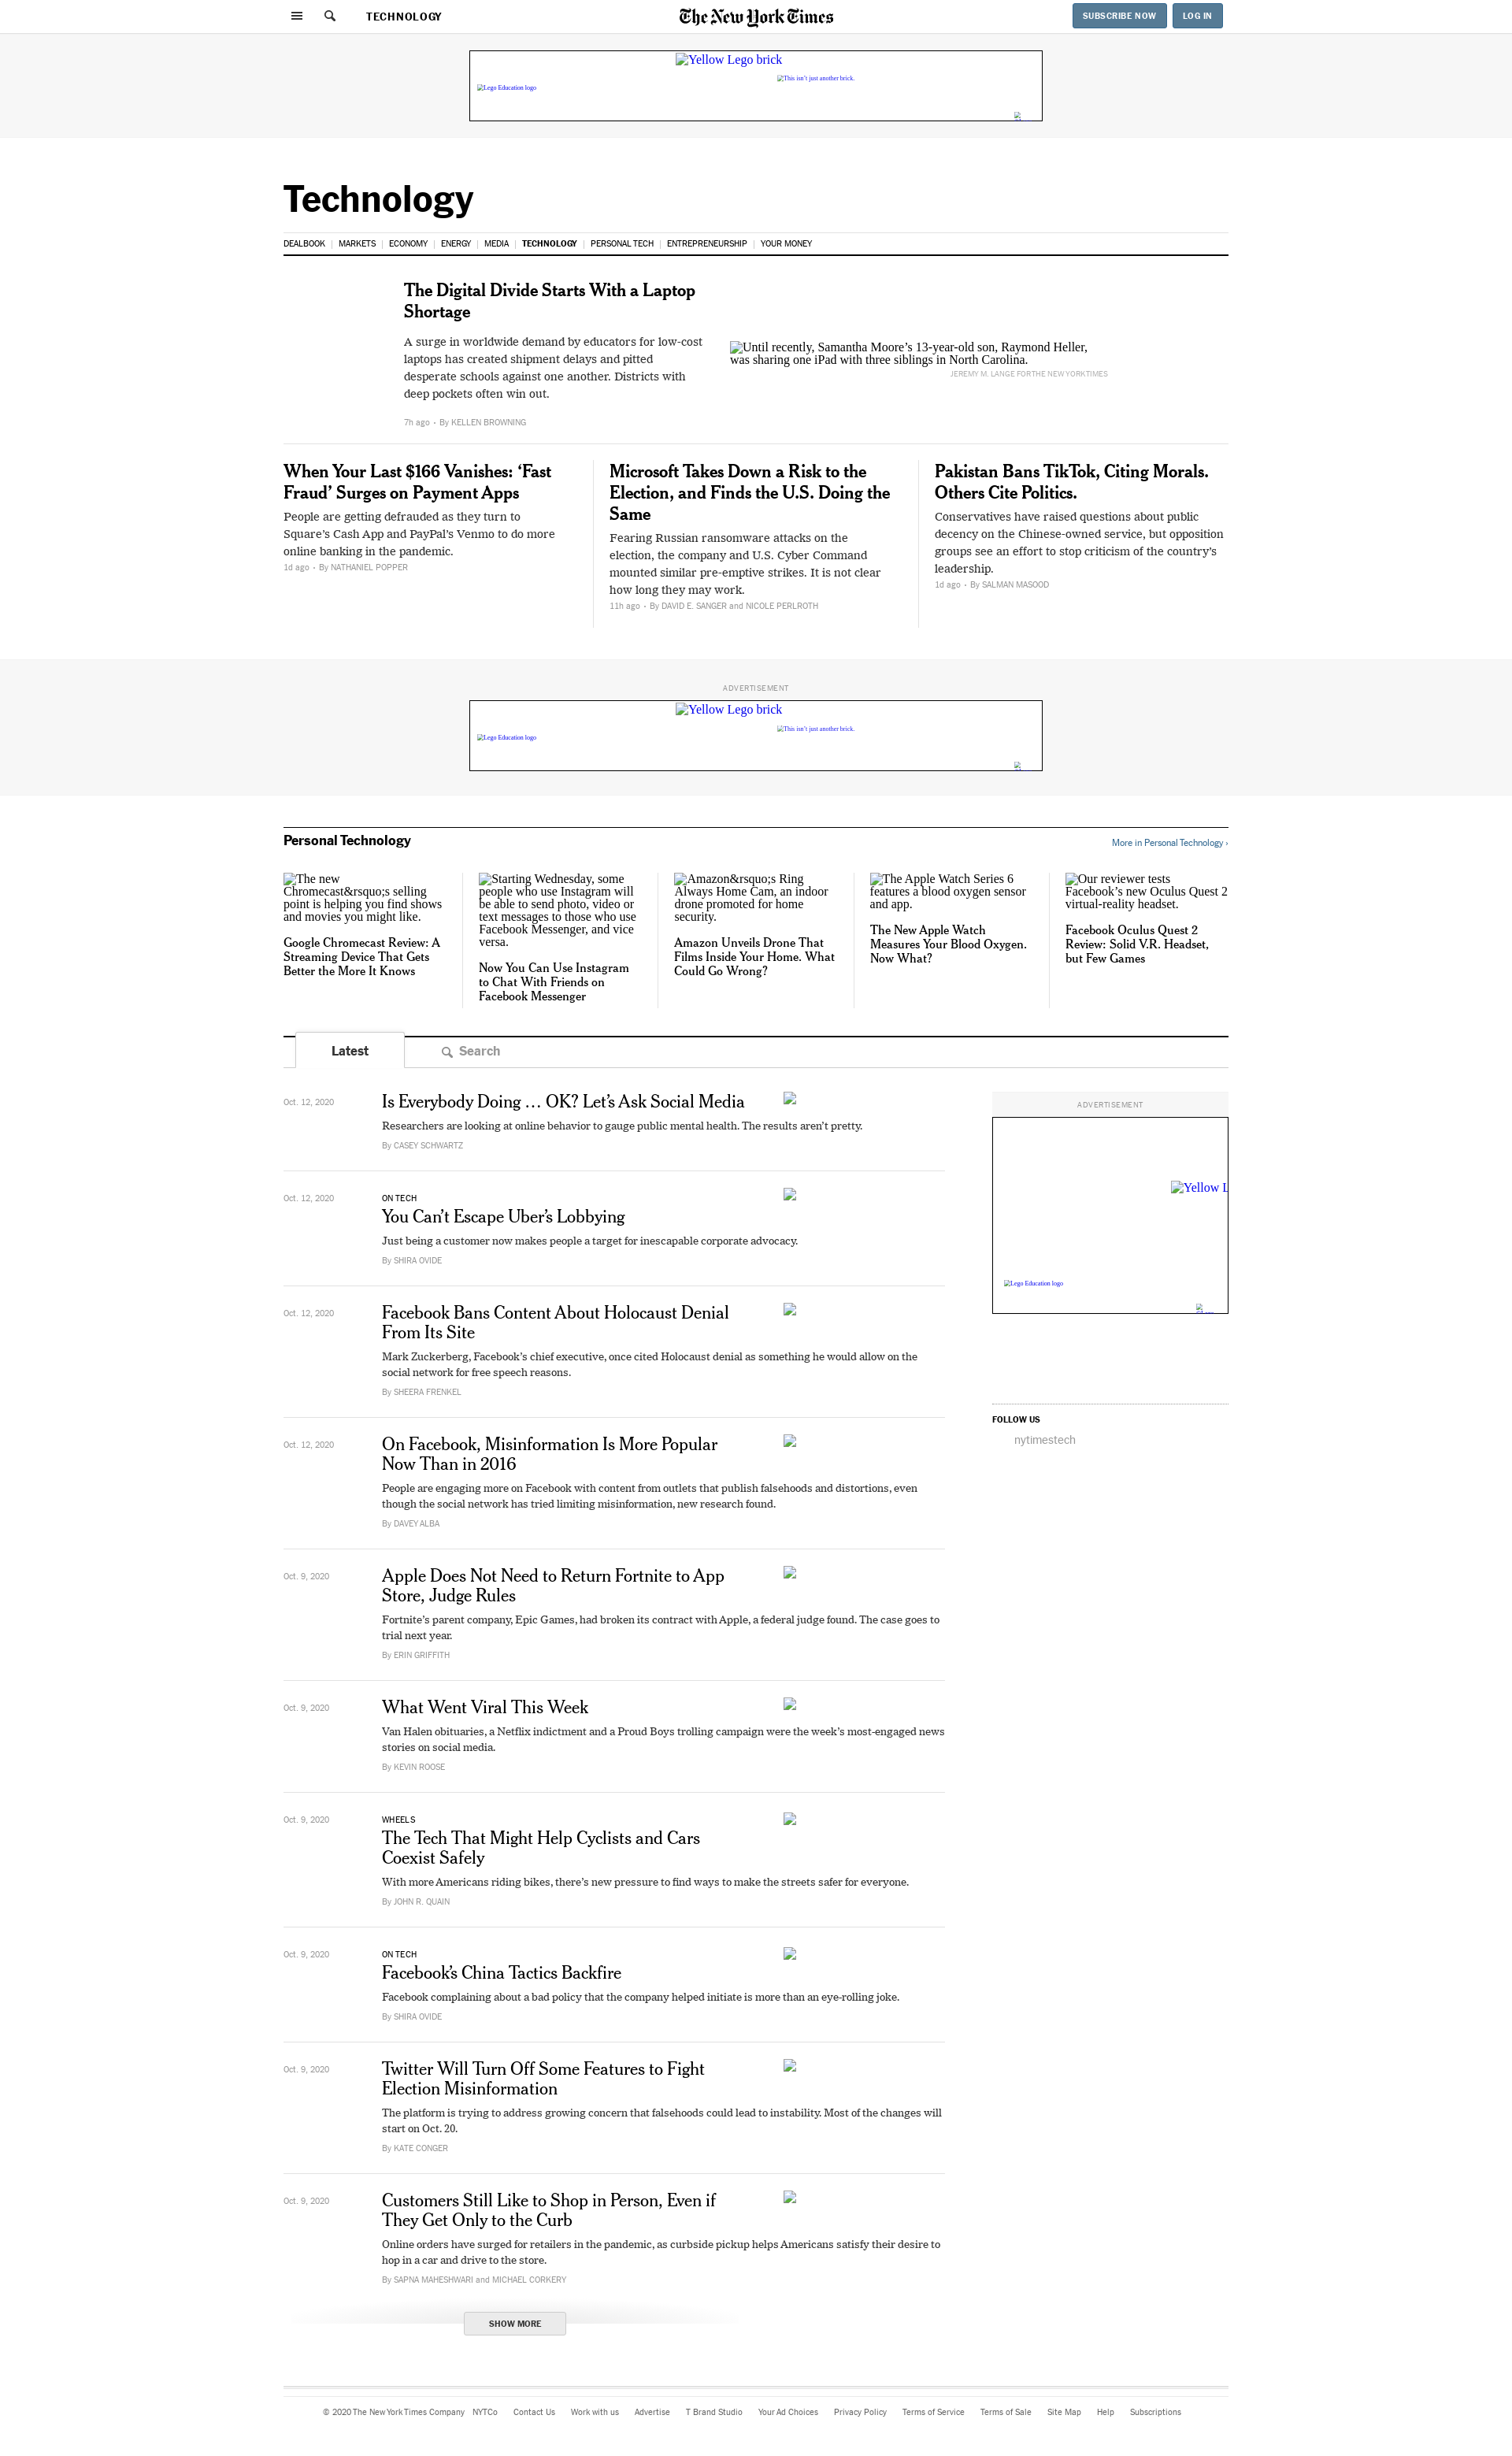 TECHNOLOGY
The New York Times
SUBSCRIBE NOW
LOG IN
Yellow Lego brick
This isn't just another brick.
Lego Education logo
Technology
DEALBOOK | MARKETS | ECONOMY | ENERGY | MEDIA | TECHNOLOGY | PERSONAL TECH | ENTREPRENEURSHIP | YOUR MONEY
The Digital Divide Starts With a Laptop
Shortage
A surge in worldwide demand by educators for low-cost
laptops has created shipment delays and pitted
desperate schools against one another. Districts with
deep pockets often win out.
7h ago • By KELLEN BROWNING
Until recently, Samantha Moore's 13-year-old son, Raymond Heller,
was sharing one iPad with three siblings in North Carolina.
JEREMY M. LANGE FOR THE NEW YORK TIMES
When Your Last $166 Vanishes: ‘Fast
Fraud’ Surges on Payment Apps
People are getting defrauded as they turn to
Square’s Cash App and PayPal’s Venmo to do more
online banking in the pandemic.
1d ago • By NATHANIEL POPPER
Microsoft Takes Down a Risk to the
Election, and Finds the U.S. Doing the
Same
Fearing Russian ransomware attacks on the
election, the company and U.S. Cyber Command
mounted similar pre-emptive strikes. It is not clear
how long they may work.
11h ago • By DAVID E. SANGER and NICOLE PERLROTH
Pakistan Bans TikTok, Citing Morals.
Others Cite Politics.
Conservatives have raised questions about public
decency on the Chinese-owned service, but opposition
groups see an effort to stop criticism of the country’s
leadership.
1d ago • By SALMAN MASOOD
ADVERTISEMENT
Yellow Lego brick
This isn't just another brick.
Lego Education logo
Personal Technology
More in Personal Technology ›
The new
Chromecast&rsquo;s selling
point is helping you find shows
and movies you might like.
Google Chromecast Review: A
Streaming Device That Gets
Better the More It Knows
Starting Wednesday, some
people who use Instagram will
be able to send photo, video or
text messages to those who use
Facebook Messenger, and vice
versa.
Now You Can Use Instagram
to Chat With Friends on
Facebook Messenger
Amazon&rsquo;s Ring
Always Home Cam, an indoor
drone promoted for home
security.
Amazon Unveils Drone That
Films Inside Your Home. What
Could Go Wrong?
The Apple Watch Series 6
features a blood oxygen sensor
and app.
The New Apple Watch
Measures Your Blood Oxygen.
Now What?
Our reviewer tests
Facebook’s new Oculus Quest 2
virtual-reality headset.
Facebook Oculus Quest 2
Review: Solid V.R. Headset,
but Few Games
Latest
Search
Oct. 12, 2020
Is Everybody Doing … OK? Let’s Ask Social Media
Researchers are looking at online behavior to gauge public mental health. The results aren’t pretty.
By CASEY SCHWARTZ
Oct. 12, 2020
ON TECH
You Can’t Escape Uber’s Lobbying
Just being a customer now makes people a target for inescapable corporate advocacy.
By SHIRA OVIDE
Oct. 12, 2020
Facebook Bans Content About Holocaust Denial
From Its Site
Mark Zuckerberg, Facebook’s chief executive, once cited Holocaust denial as something he would allow on the
social network for free speech reasons.
By SHEERA FRENKEL
Oct. 12, 2020
On Facebook, Misinformation Is More Popular
Now Than in 2016
People are engaging more on Facebook with content from outlets that publish falsehoods and distortions, even
though the social network has tried limiting misinformation, new research found.
By DAVEY ALBA
Oct. 9, 2020
Apple Does Not Need to Return Fortnite to App
Store, Judge Rules
Fortnite’s parent company, Epic Games, had broken its contract with Apple, a federal judge found. The case goes to
trial next year.
By ERIN GRIFFITH
Oct. 9, 2020
What Went Viral This Week
Van Halen obituaries, a Netflix indictment and a Proud Boys trolling campaign were the week’s most-engaged news
stories on social media.
By KEVIN ROOSE
Oct. 9, 2020
WHEELS
The Tech That Might Help Cyclists and Cars
Coexist Safely
With more Americans riding bikes, there’s new pressure to find ways to make the streets safer for everyone.
By JOHN R. QUAIN
Oct. 9, 2020
ON TECH
Facebook’s China Tactics Backfire
Facebook complaining about a bad policy that the company helped initiate is more than an eye-rolling joke.
By SHIRA OVIDE
Oct. 9, 2020
Twitter Will Turn Off Some Features to Fight
Election Misinformation
The platform is trying to address growing concern that falsehoods could lead to instability. Most of the changes will
start on Oct. 20.
By KATE CONGER
Oct. 9, 2020
Customers Still Like to Shop in Person, Even if
They Get Only to the Curb
Online orders have surged for retailers in the pandemic, as curbside pickup helps Americans satisfy their desire to
hop in a car and drive to the store.
By SAPNA MAHESHWARI and MICHAEL CORKERY
SHOW MORE
ADVERTISEMENT
Yellow L
Lego Education logo
FOLLOW US
nytimestech
© 2020 The New York Times Company NYTCo Contact Us Work with us Advertise T Brand Studio Your Ad Choices Privacy Policy Terms of Service Terms of Sale Site Map Help Subscriptions